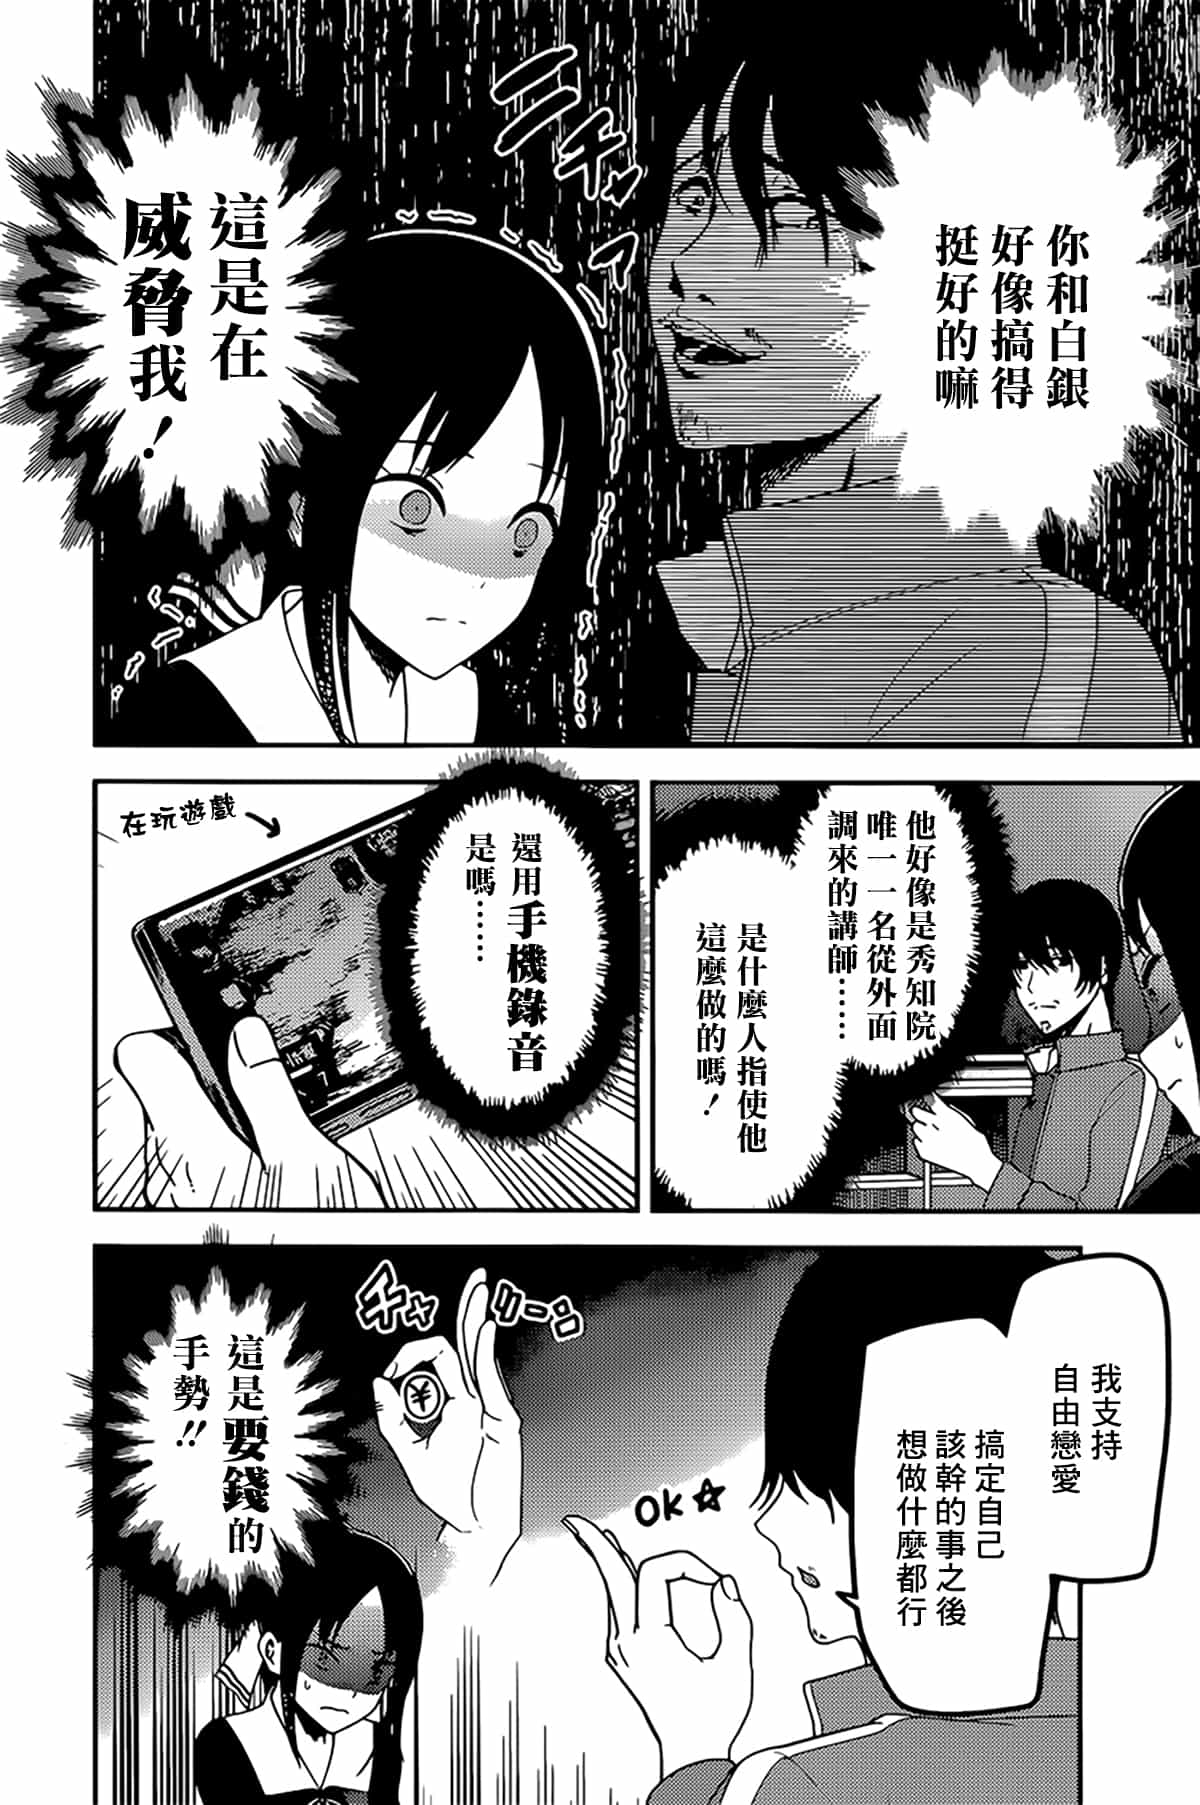 你和白銀
好像搞得
挺好的嘛
ニチャァ
這是在
威脅我！
他好像是秀知院
唯一一名從外面
調來的講師……
是什麼人指使他
這麼做的嗎！
還用手機錄音
是嗎……
在玩遊戲
我支持
自由戀愛
搞定自己
該幹的事之後
想做什麼都行
OK☆
這是要錢的
手勢!!